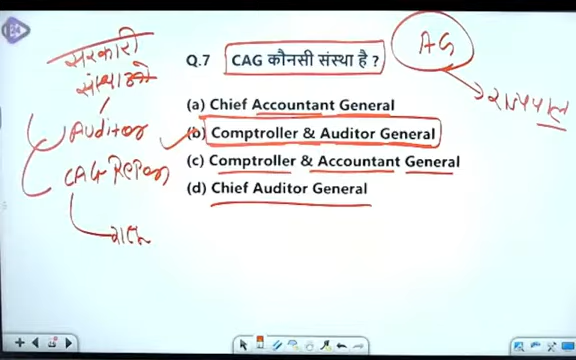 सरकारी
संस्थाओ
Auditor
CAG Report
AG
Q.7 CAG कौनसी संस्था है ?
(a) Chief Accountant General
(b) Comptroller & Auditor General
(c) Comptroller & Accountant General
(d) Chief Auditor General